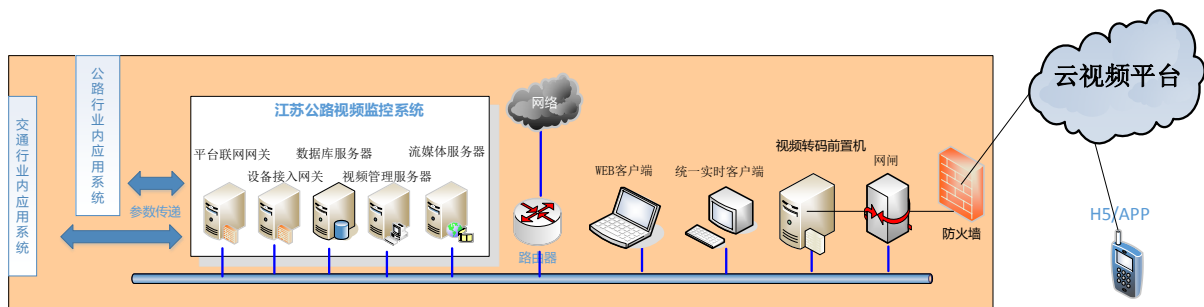 公路行业内应用系统
交通行业内应用系统
参数传递
江苏公路视频监控系统
平台联网网关
数据库服务器
流媒体服务器
设备接入网关
视频管理服务器
网络
路由器
WEB客户端
统一实时客户端
视频转码前置机
网闸
防火墙
云视频平台
H5/APP